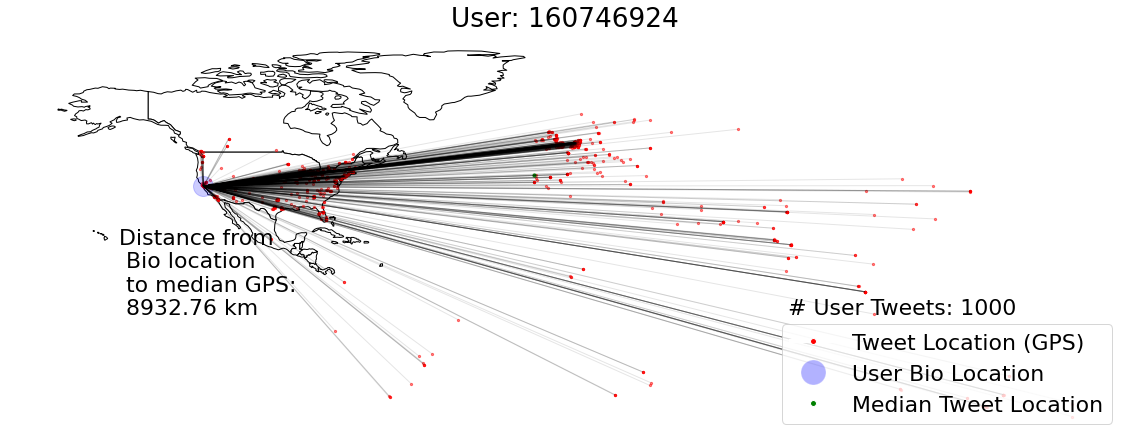 User: 160746924
Distance from
Bio location
to median GPS:
8932.76 km
# User Tweets: 1000
Tweet Location (GPS)
User Bio Location
Median Tweet Location